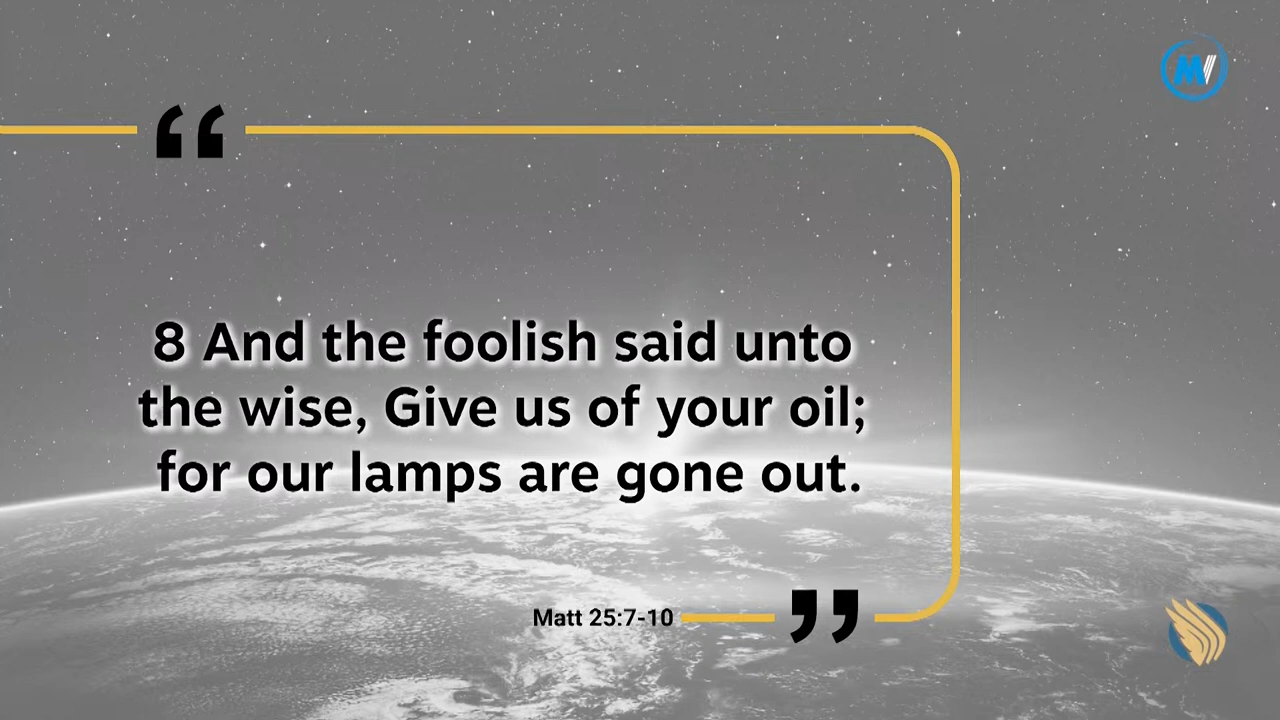 “
8 And the foolish said unto
the wise, Give us of your oil;
for our lamps are gone out.
Matt 25:7-10
”